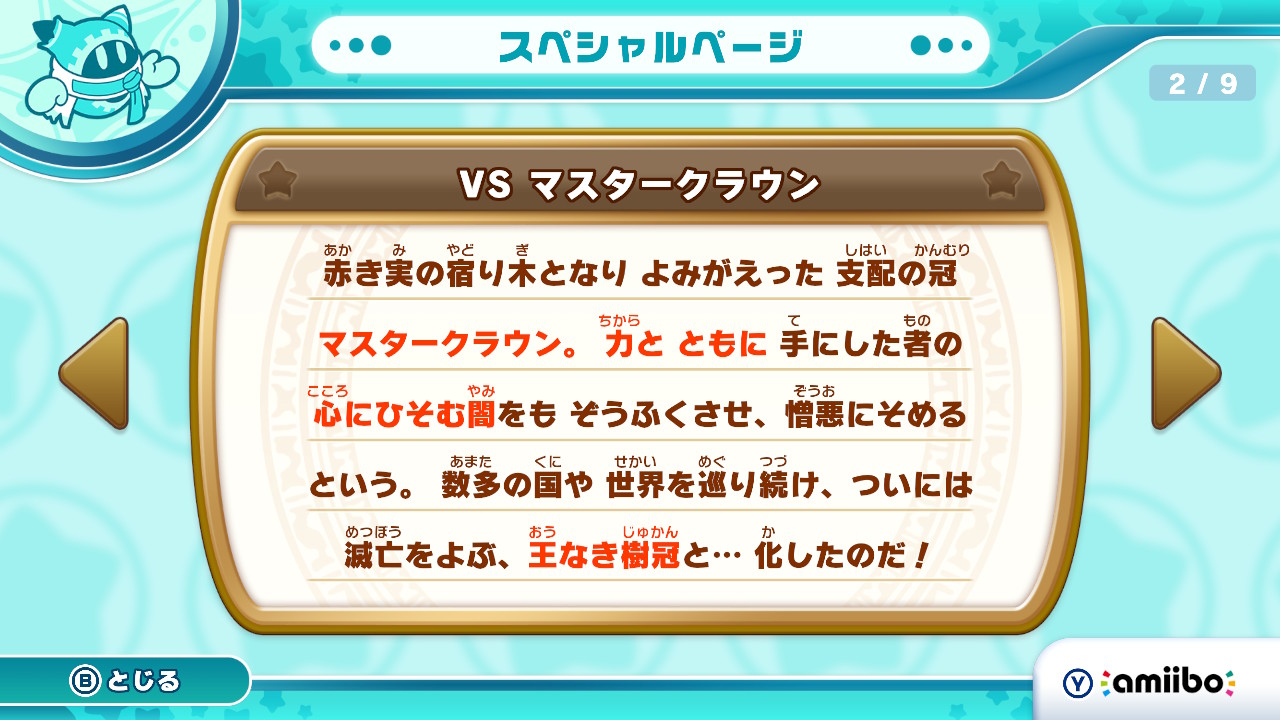 スペシャルページ
2 / 9
VS マスタークラウン
赤き実の宿り木となり よみがえった 支配の冠
マスタークラウン。 力と ともに 手にした者の
心にひそむ闇をも ぞうふくさせ、憎悪にそめる
という。 数多の国や 世界を巡り続け、ついには
滅亡をよぶ、王なき樹冠と… 化したのだ！
Ⓑ とじる
Ⓨ amiibo